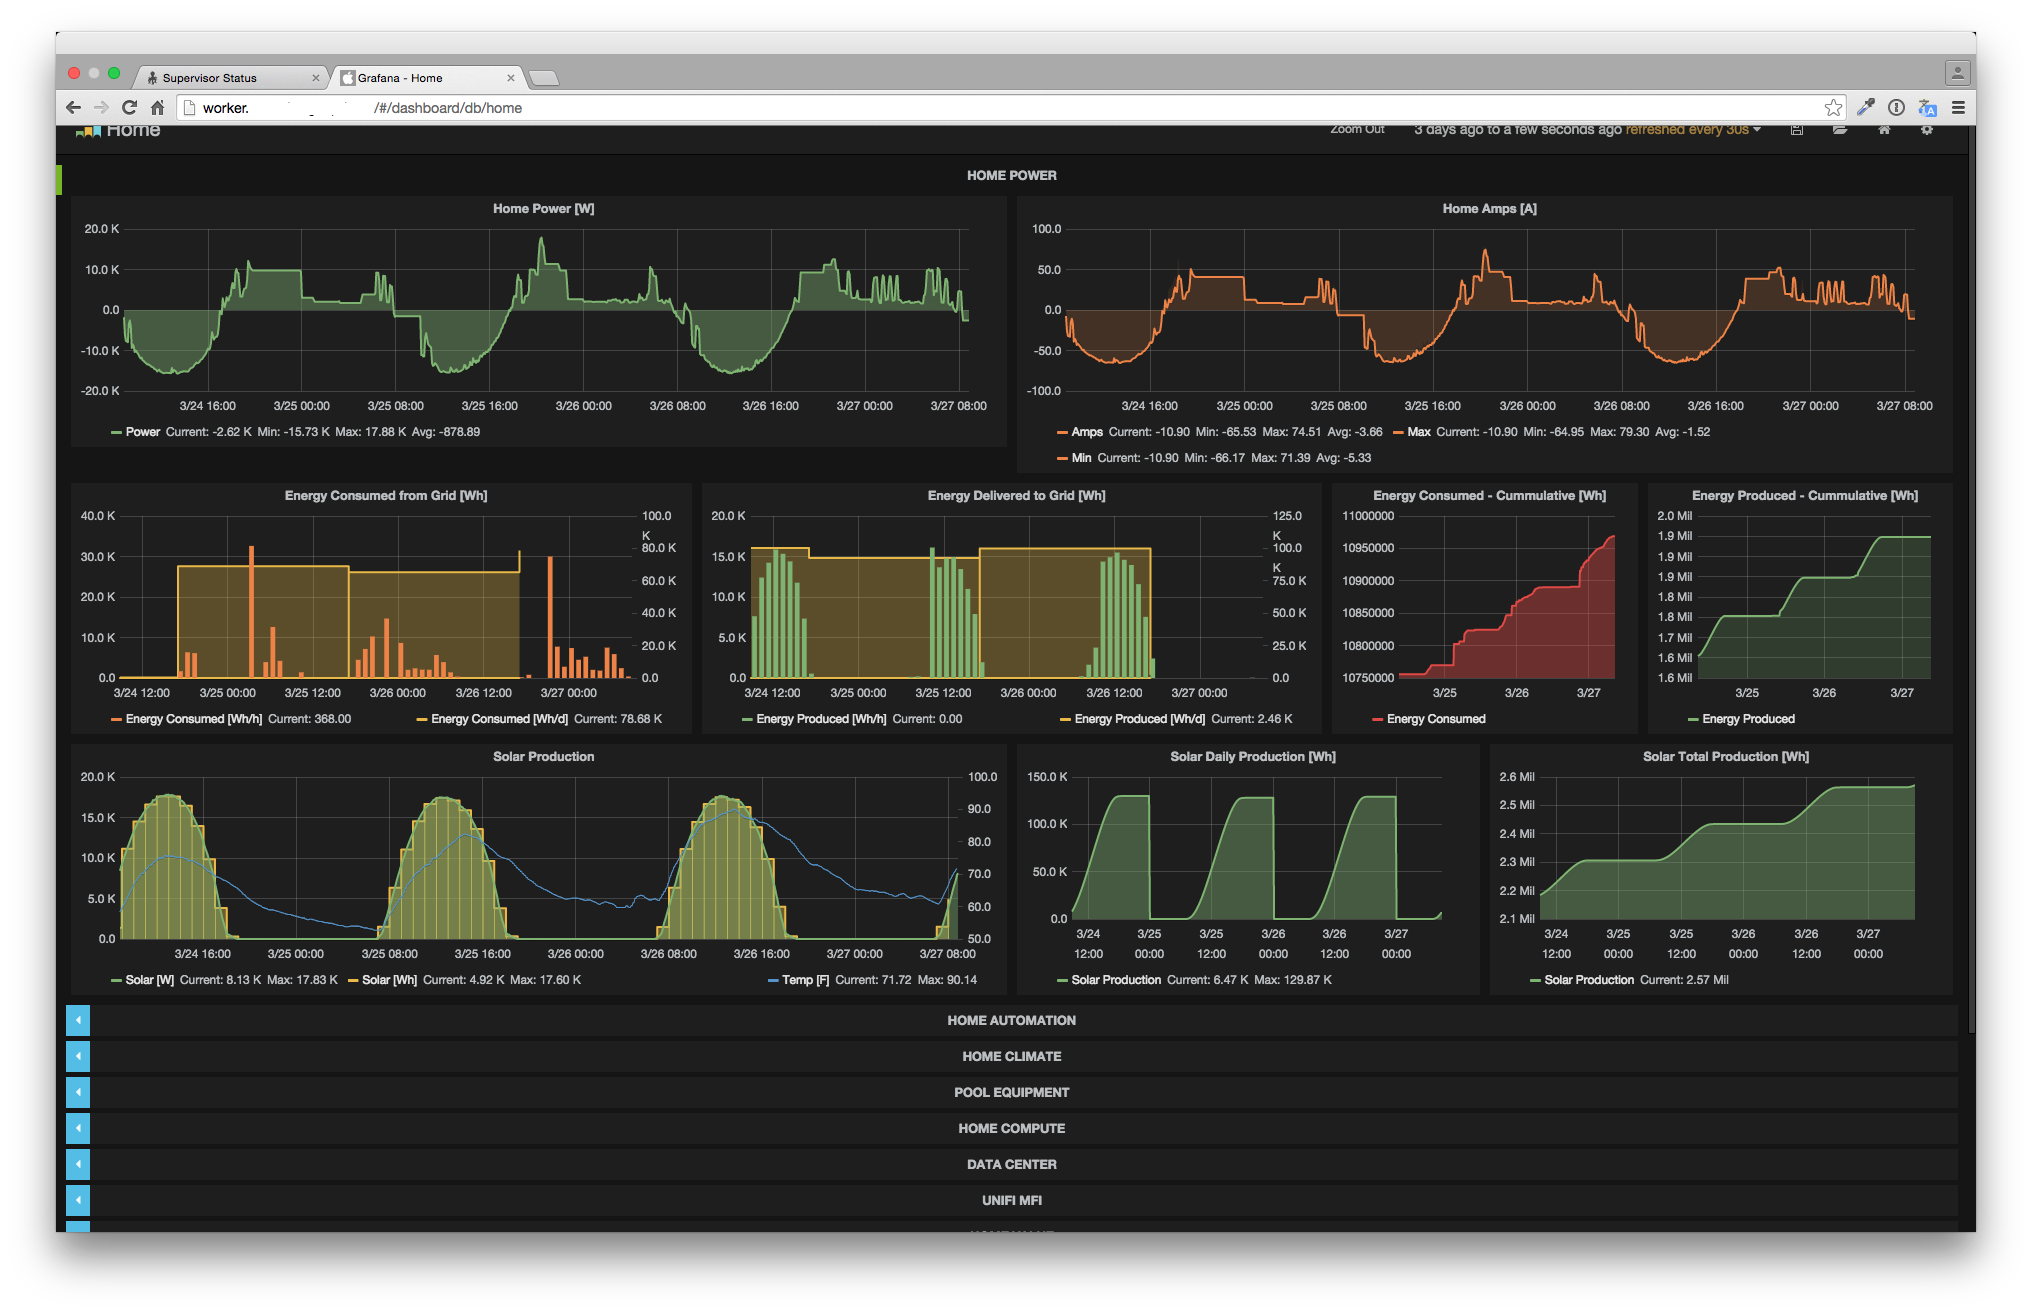 Supervisor Status
Grafana - Home
worker. /#/dashboard/db/home
Home Zoom Out 3 days ago to a few seconds ago refreshed every 30s
HOME POWER
Home Power [W]
20.0 K
10.0 K
0.0
-10.0 K
-20.0 K
3/24 16:00 3/25 00:00 3/25 08:00 3/25 16:00 3/26 00:00 3/26 08:00 3/26 16:00 3/27 00:00 3/27 08:00
Power Current: -2.62 K Min: -15.73 K Max: 17.88 K Avg: -878.89
Home Amps [A]
100.0
50.0
0.0
-50.0
-100.0
3/24 16:00 3/25 00:00 3/25 08:00 3/25 16:00 3/26 00:00 3/26 08:00 3/26 16:00 3/27 00:00 3/27 08:00
Amps Current: -10.90 Min: -65.53 Max: 74.51 Avg: -3.66 Max Current: -10.90 Min: -64.95 Max: 79.30 Avg: -1.52
Min Current: -10.90 Min: -66.17 Max: 71.39 Avg: -5.33
Energy Consumed from Grid [Wh]
40.0 K
30.0 K
20.0 K
10.0 K
0.0
100.0
K
80.0 K
60.0 K
40.0 K
20.0 K
0.0
3/24 12:00 3/25 00:00 3/25 12:00 3/26 00:00 3/26 12:00 3/27 00:00
Energy Consumed [Wh/h] Current: 368.00 Energy Consumed [Wh/d] Current: 78.68 K
Energy Delivered to Grid [Wh]
20.0 K
15.0 K
10.0 K
5.0 K
0.0
125.0
K
100.0
K
75.0 K
50.0 K
25.0 K
0.0
3/24 12:00 3/25 00:00 3/25 12:00 3/26 00:00 3/26 12:00 3/27 00:00
Energy Produced [Wh/h] Current: 0.00 Energy Produced [Wh/d] Current: 2.46 K
Energy Consumed - Cummulative [Wh]
11000000
10950000
10900000
10850000
10800000
10750000
3/25 3/26 3/27
Energy Consumed
Energy Produced - Cummulative [Wh]
2.0 Mil
1.9 Mil
1.9 Mil
1.9 Mil
1.8 Mil
1.8 Mil
1.7 Mil
1.6 Mil
1.6 Mil
3/25 3/26 3/27
Energy Produced
Solar Production
20.0 K
15.0 K
10.0 K
5.0 K
0.0
100.0
90.0
80.0
70.0
60.0
50.0
3/24 16:00 3/25 00:00 3/25 08:00 3/25 16:00 3/26 00:00 3/26 08:00 3/26 16:00 3/27 00:00 3/27 08:00
Solar [W] Current: 8.13 K Max: 17.83 K Solar [Wh] Current: 4.92 K Max: 17.60 K Temp [F] Current: 71.72 Max: 90.14
Solar Daily Production [Wh]
150.0 K
100.0 K
50.0 K
0.0
3/24 3/25 3/25 3/26 3/26 3/27
12:00 00:00 12:00 00:00 12:00 00:00
Solar Production Current: 6.47 K Max: 129.87 K
Solar Total Production [Wh]
2.6 Mil
2.5 Mil
2.4 Mil
2.3 Mil
2.2 Mil
2.1 Mil
3/24 3/25 3/25 3/26 3/26 3/27
12:00 00:00 12:00 00:00 12:00 00:00
Solar Production Current: 2.57 Mil
HOME AUTOMATION
HOME CLIMATE
POOL EQUIPMENT
HOME COMPUTE
DATA CENTER
UNIFI MFI